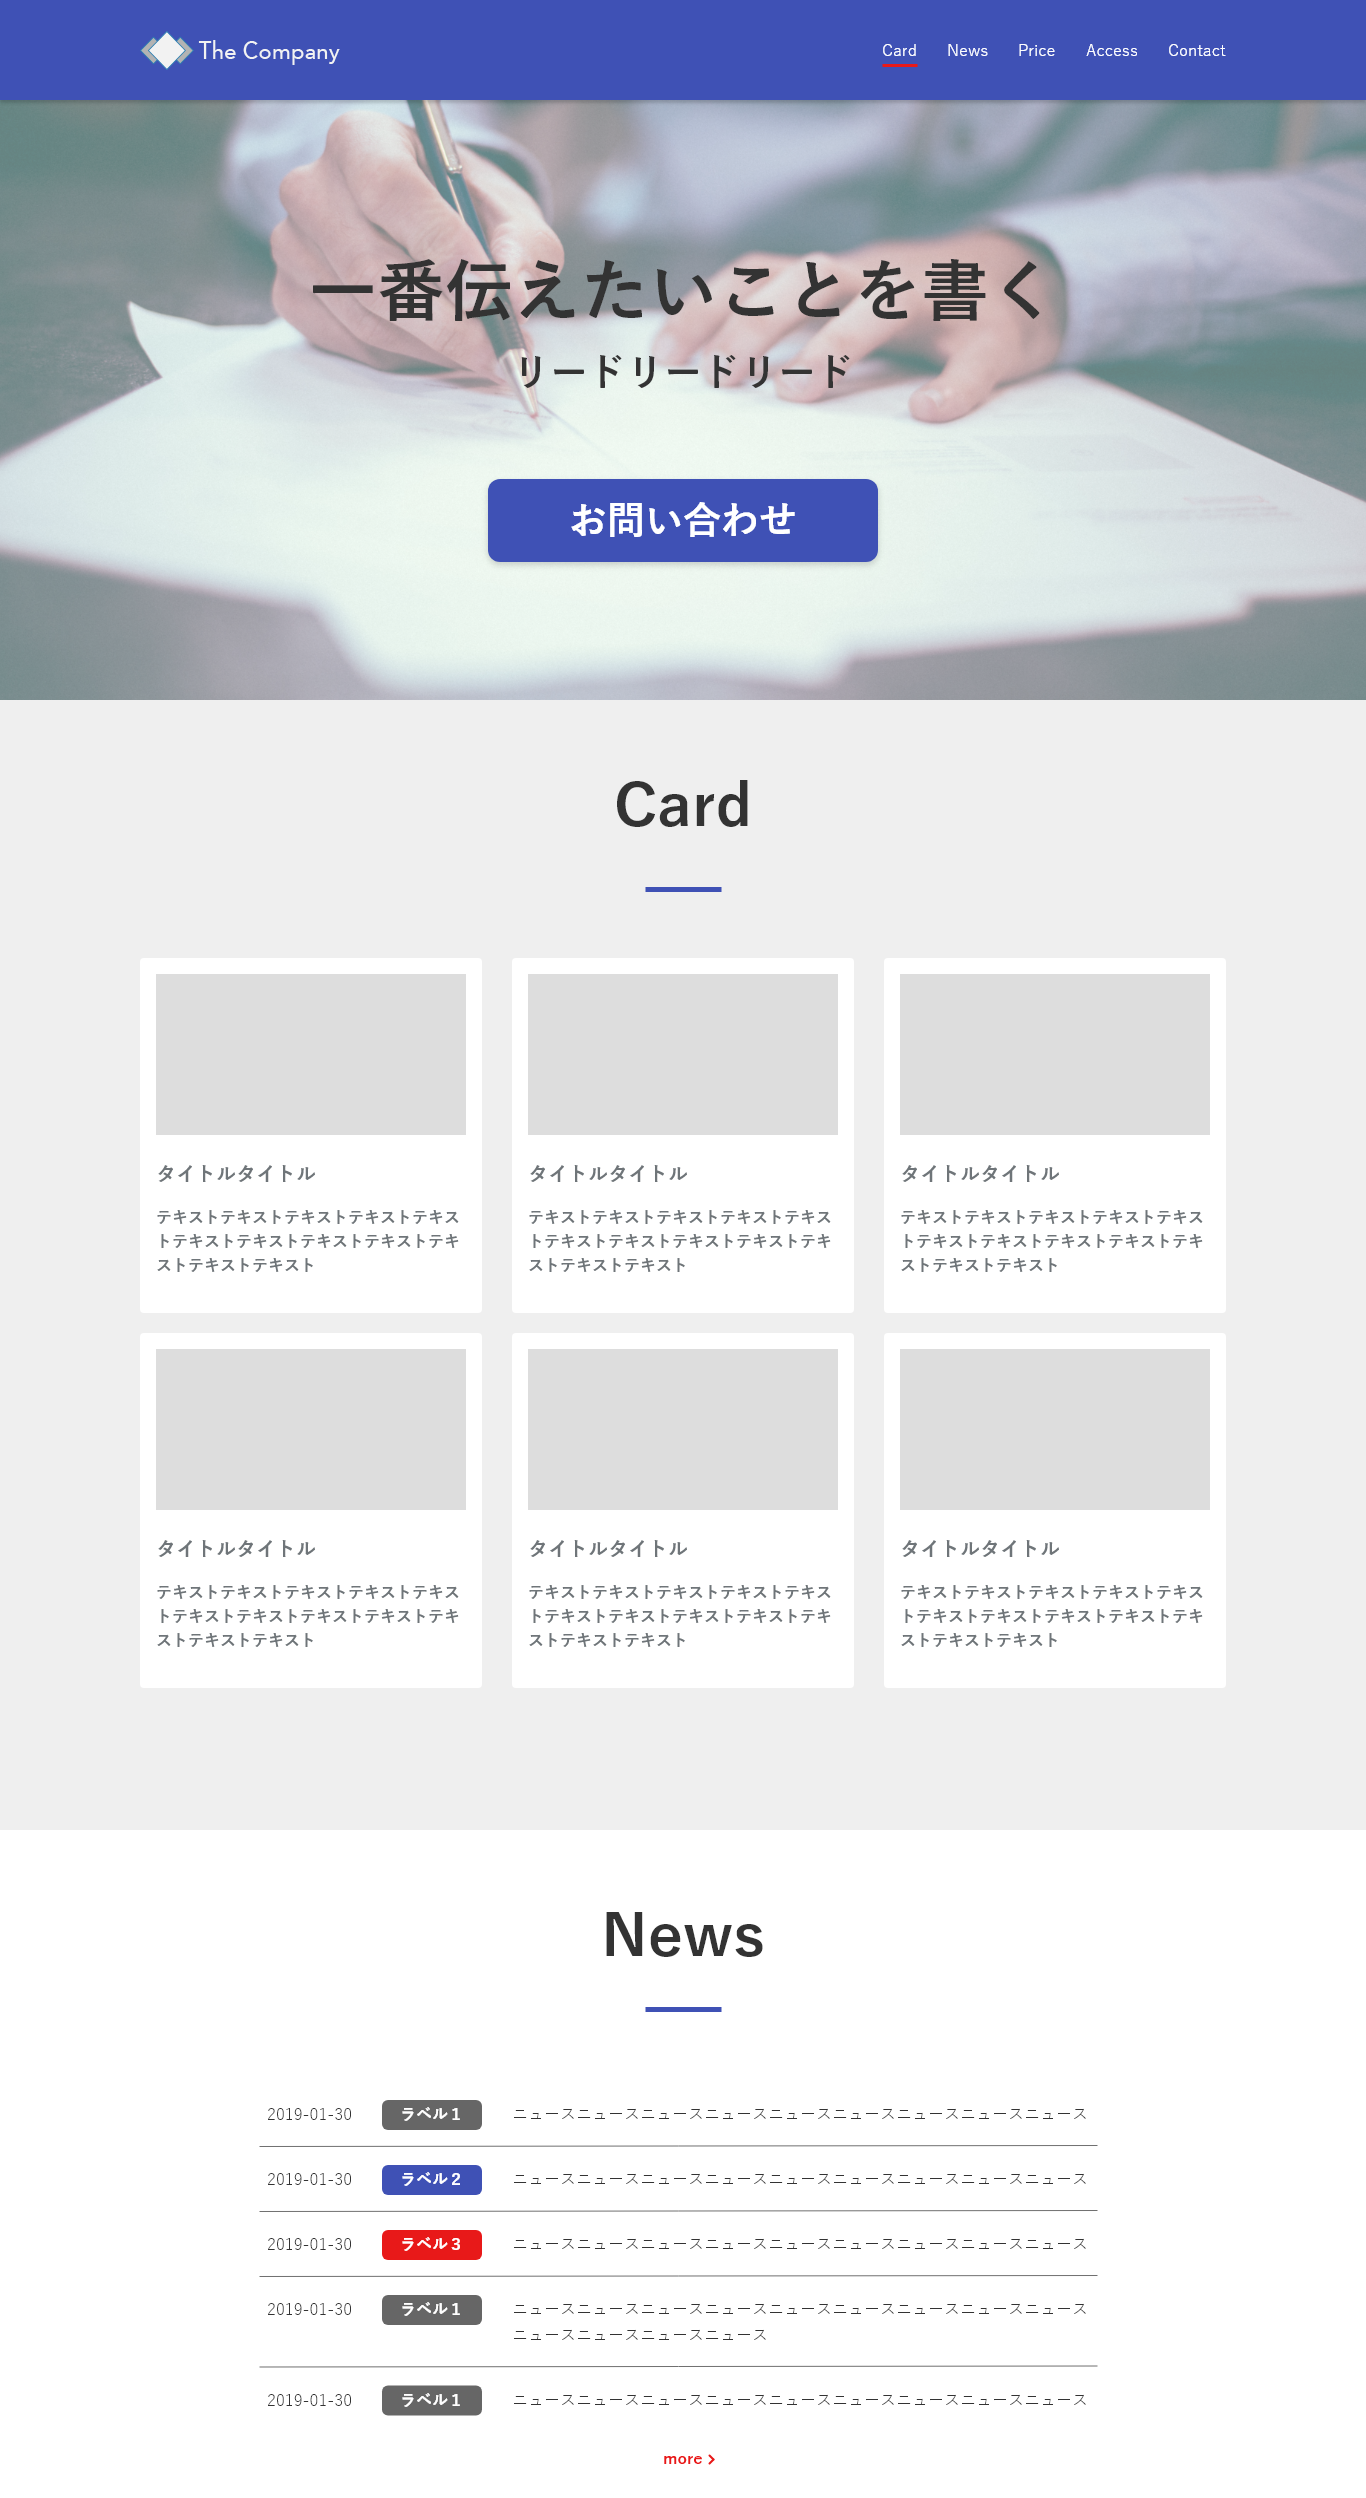 The Company
Card News Price Access Contact
一番伝えたいことを書く
リードリードリード
お問い合わせ
Card
タイトルタイトル
テキストテキストテキストテキストテキス
トテキストテキストテキストテキストテキ
ストテキストテキスト
タイトルタイトル
テキストテキストテキストテキストテキス
トテキストテキストテキストテキストテキ
ストテキストテキスト
タイトルタイトル
テキストテキストテキストテキストテキス
トテキストテキストテキストテキストテキ
ストテキストテキスト
タイトルタイトル
テキストテキストテキストテキストテキス
トテキストテキストテキストテキストテキ
ストテキストテキスト
タイトルタイトル
テキストテキストテキストテキストテキス
トテキストテキストテキストテキストテキ
ストテキストテキスト
タイトルタイトル
テキストテキストテキストテキストテキス
トテキストテキストテキストテキストテキ
ストテキストテキスト
News
2019-01-30 ラベル１ ニュースニュースニュースニュースニュースニュースニュースニュースニュース
2019-01-30 ラベル２ ニュースニュースニュースニュースニュースニュースニュースニュースニュース
2019-01-30 ラベル３ ニュースニュースニュースニュースニュースニュースニュースニュースニュース
2019-01-30 ラベル１ ニュースニュースニュースニュースニュースニュースニュースニュースニュース
ニュースニュースニュースニュース
2019-01-30 ラベル１ ニュースニュースニュースニュースニュースニュースニュースニュースニュース
more